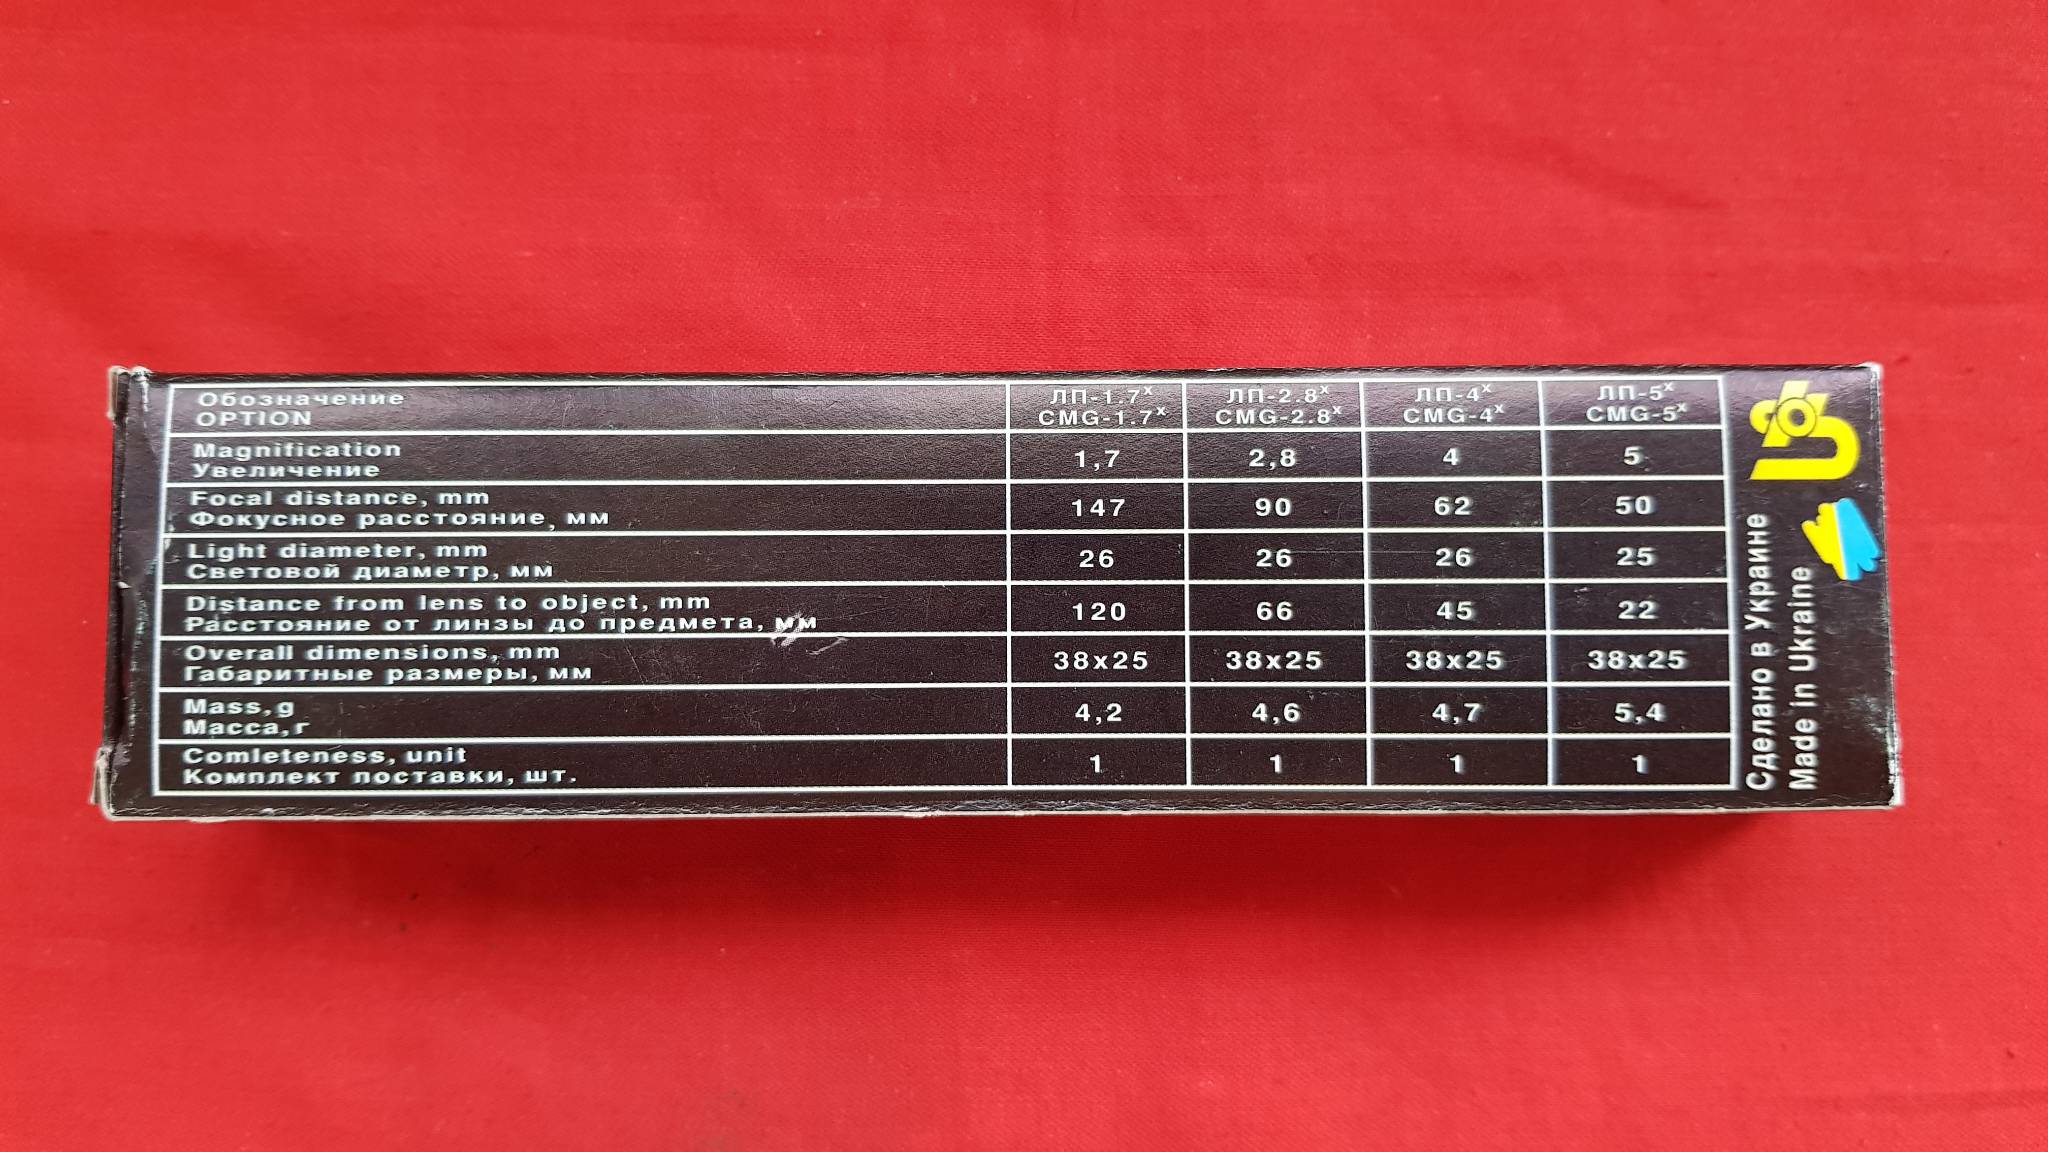 Обозначение ЛП-1.7x ЛП-2.8x ЛП-4x ЛП-5x
OPTION CMG-1.7x CMG-2.8x CMG-4x CMG-5x
Magnification
Увеличение 1,7 2,8 4 5
Focal distance, mm
Фокусное расстояние, мм 147 90 62 50
Light diameter, mm
Световой диаметр, мм 26 26 26 25
Distance from lens to object, mm
Расстояние от линзы до предмета, мм 120 66 45 22
Overall dimensions, mm
Габаритные размеры, мм 38x25 38x25 38x25 38x25
Mass, g
Масса, г 4,2 4,6 4,7 5,4
Comleteness, unit
Комплект поставки, шт. 1 1 1 1
Сделано в Украине
Made in Ukraine